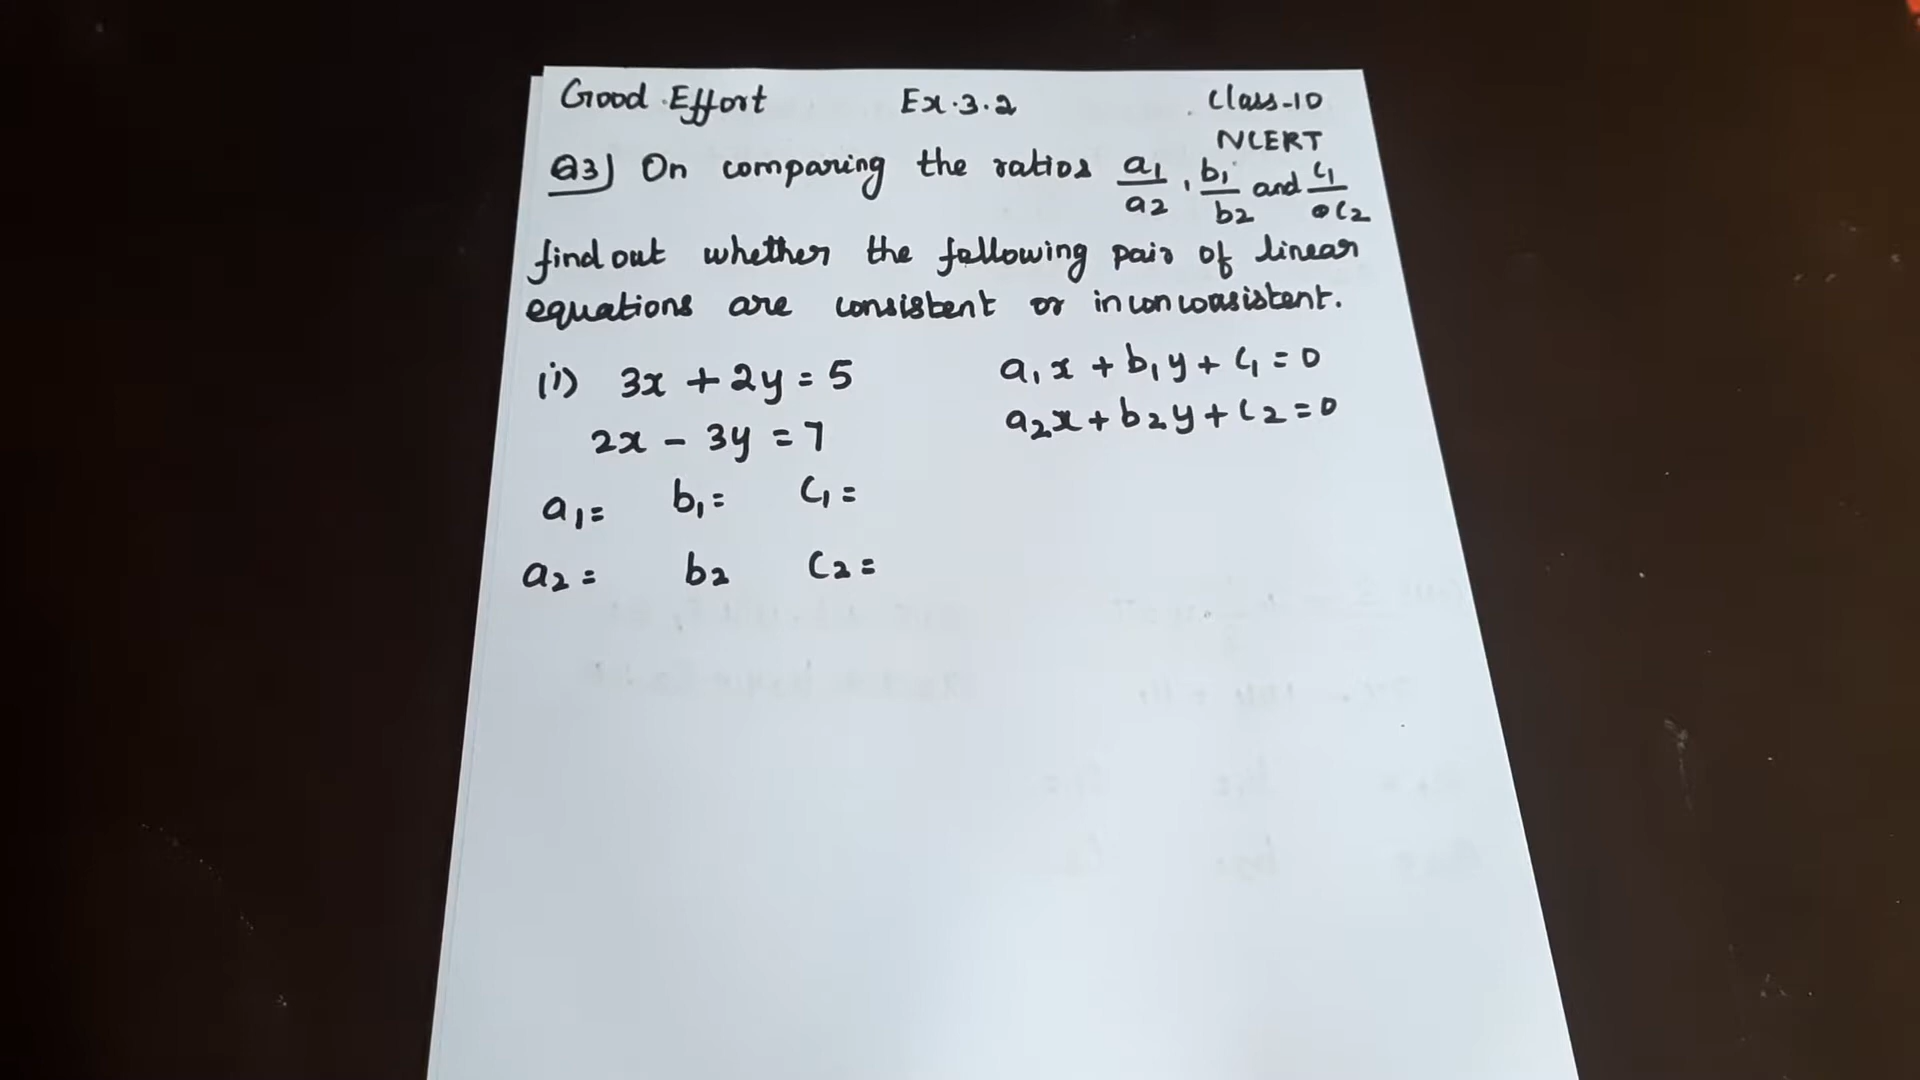 Good Effort Ex.3.2 Class-10
NCERT
Q3) On comparing the ratios a1/a2, b1/b2 and c1/c2
find out whether the following pair of linear
equations are consistent or inconconsistent.
(i) 3x + 2y = 5 a1x + b1y + c1 = 0
2x - 3y = 7 a2x + b2y + c2 = 0
a1 = b1 = c1 =
a2 = b2 c2 =